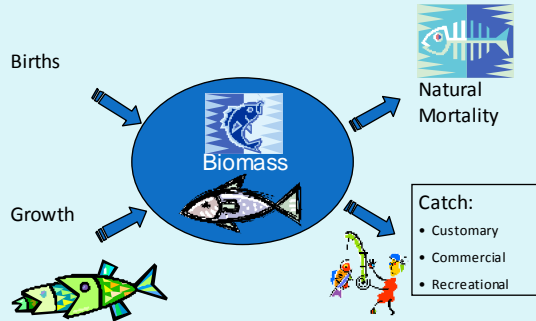 Births
Growth
Biomass
Natural
Mortality
Catch:
• Customary
• Commercial
• Recreational